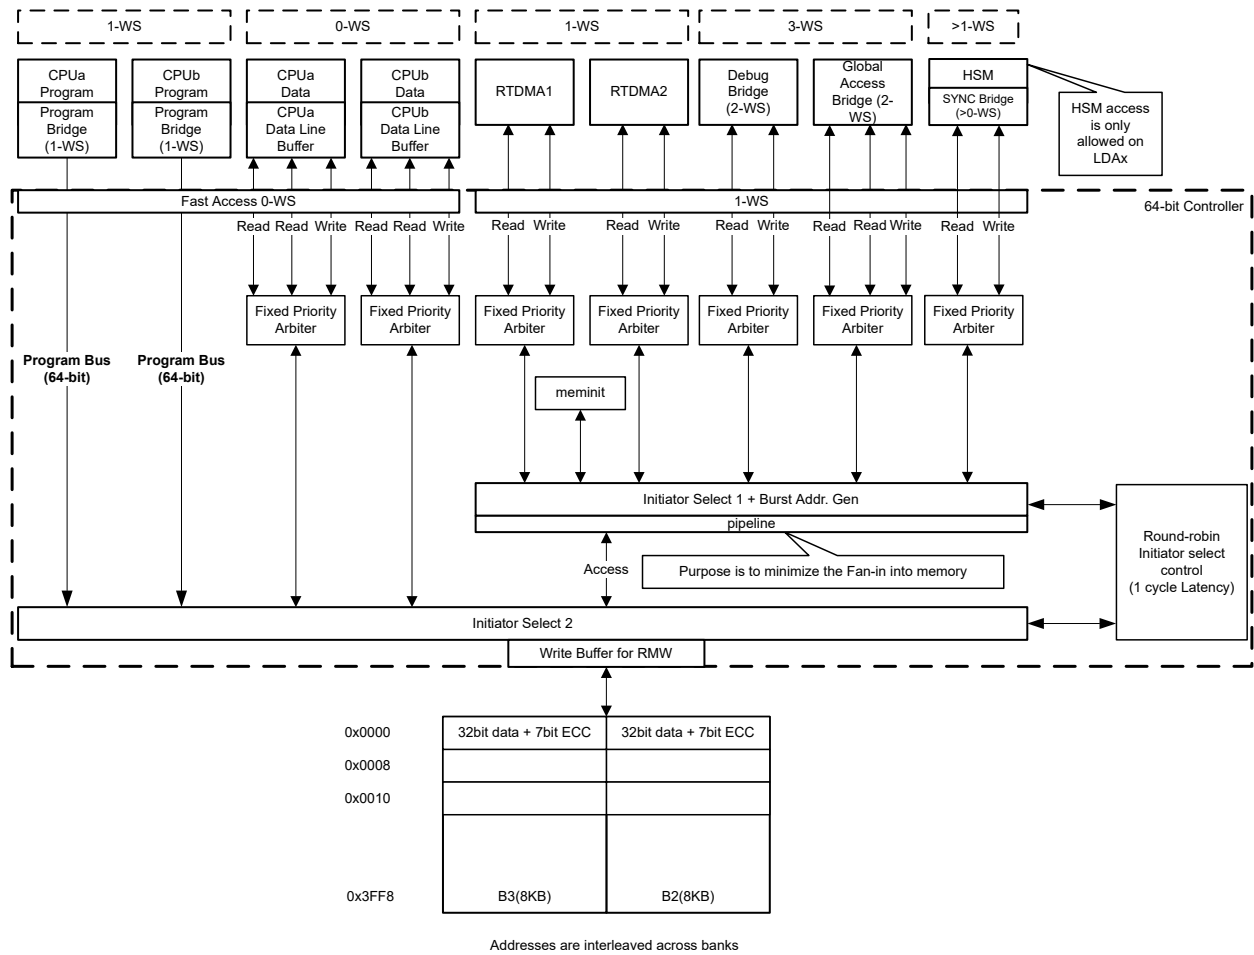 1-WS
0-WS
1-WS
3-WS
>1-WS
CPUa
Program
Program
Bridge
(1-WS)
CPUb
Program
Program
Bridge
(1-WS)
CPUa
Data
CPUa
Data Line
Buffer
CPUb
Data
CPUb
Data Line
Buffer
RTDMA1
RTDMA2
Debug
Bridge
(2-WS)
Global
Access
Bridge (2-
WS)
HSM
SYNC Bridge
(>0-WS)
HSM access
is only
allowed on
LDAx
Fast Access 0-WS
1-WS
64-bit Controller
Read Read Write
Read Read Write
Read Write
Read Write
Read Write
Read Read Write
Read Write
Fixed Priority
Arbiter
Fixed Priority
Arbiter
Fixed Priority
Arbiter
Fixed Priority
Arbiter
Fixed Priority
Arbiter
Fixed Priority
Arbiter
Fixed Priority
Arbiter
Program Bus
(64-bit)
Program Bus
(64-bit)
meminit
Initiator Select 1 + Burst Addr. Gen
pipeline
Access
Purpose is to minimize the Fan-in into memory
Round-robin
Initiator select
control
(1 cycle Latency)
Initiator Select 2
Write Buffer for RMW
0x0000
32bit data + 7bit ECC
32bit data + 7bit ECC
0x0008
0x0010
0x3FF8
B3(8KB)
B2(8KB)
Addresses are interleaved across banks